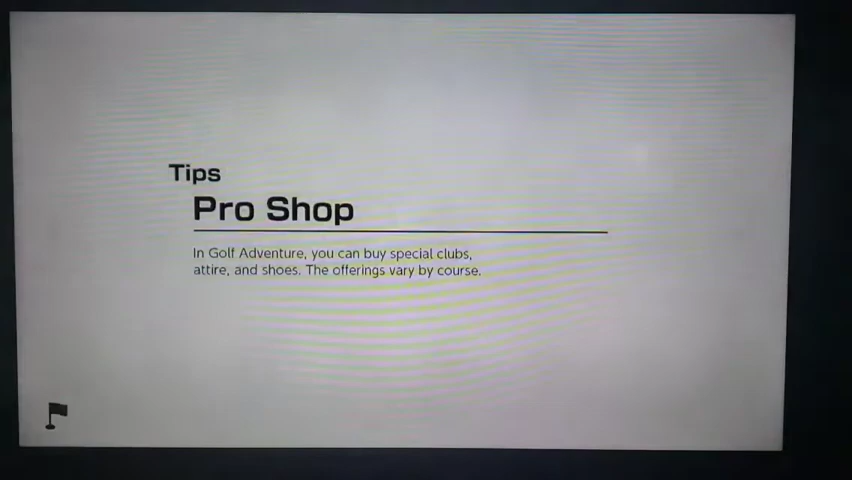 Tips
Pro Shop
In Golf Adventure, you can buy special clubs,
attire, and shoes. The offerings vary by course.